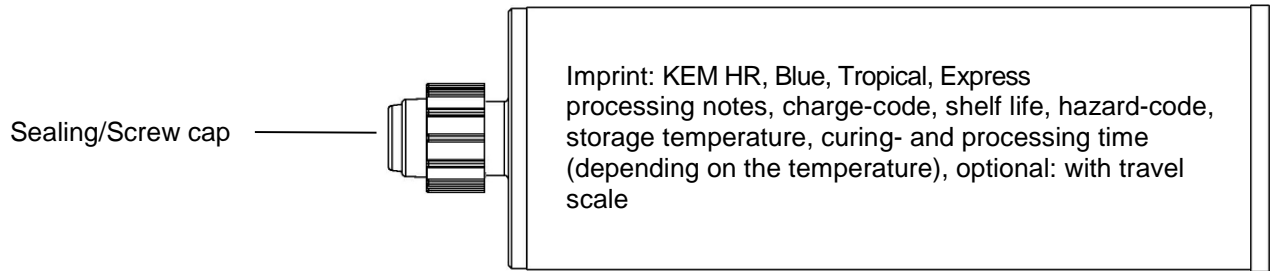 Imprint: KEM HR, Blue, Tropical, Express
processing notes, charge-code, shelf life, hazard-code,
Sealing/Screw cap
storage temperature, curing- and processing time
(depending on the temperature), optional: with travel
scale